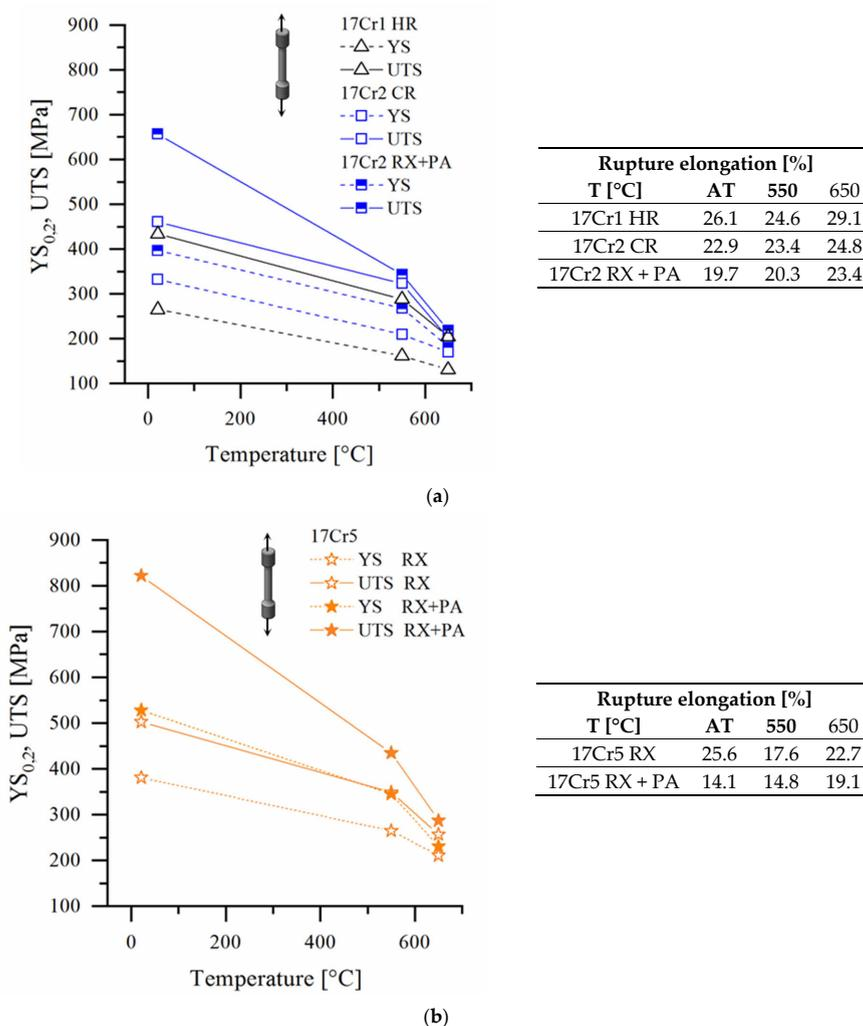 900
800
700
600
500
400
300
200
100
YS0,2, UTS [MPa]
0 200 400 600
Temperature [°C]
17Cr1 HR
YS
UTS
17Cr2 CR
YS
UTS
17Cr2 RX+PA
YS
UTS
Rupture elongation [%]
T [°C] AT 550 650
17Cr1 HR 26.1 24.6 29.1
17Cr2 CR 22.9 23.4 24.8
17Cr2 RX + PA 19.7 20.3 23.4
(a)
900
800
700
600
500
400
300
200
100
YS0,2, UTS [MPa]
0 200 400 600
Temperature [°C]
17Cr5
YS RX
UTS RX
YS RX+PA
UTS RX+PA
Rupture elongation [%]
T [°C] AT 550 650
17Cr5 RX 25.6 17.6 22.7
17Cr5 RX + PA 14.1 14.8 19.1
(b)